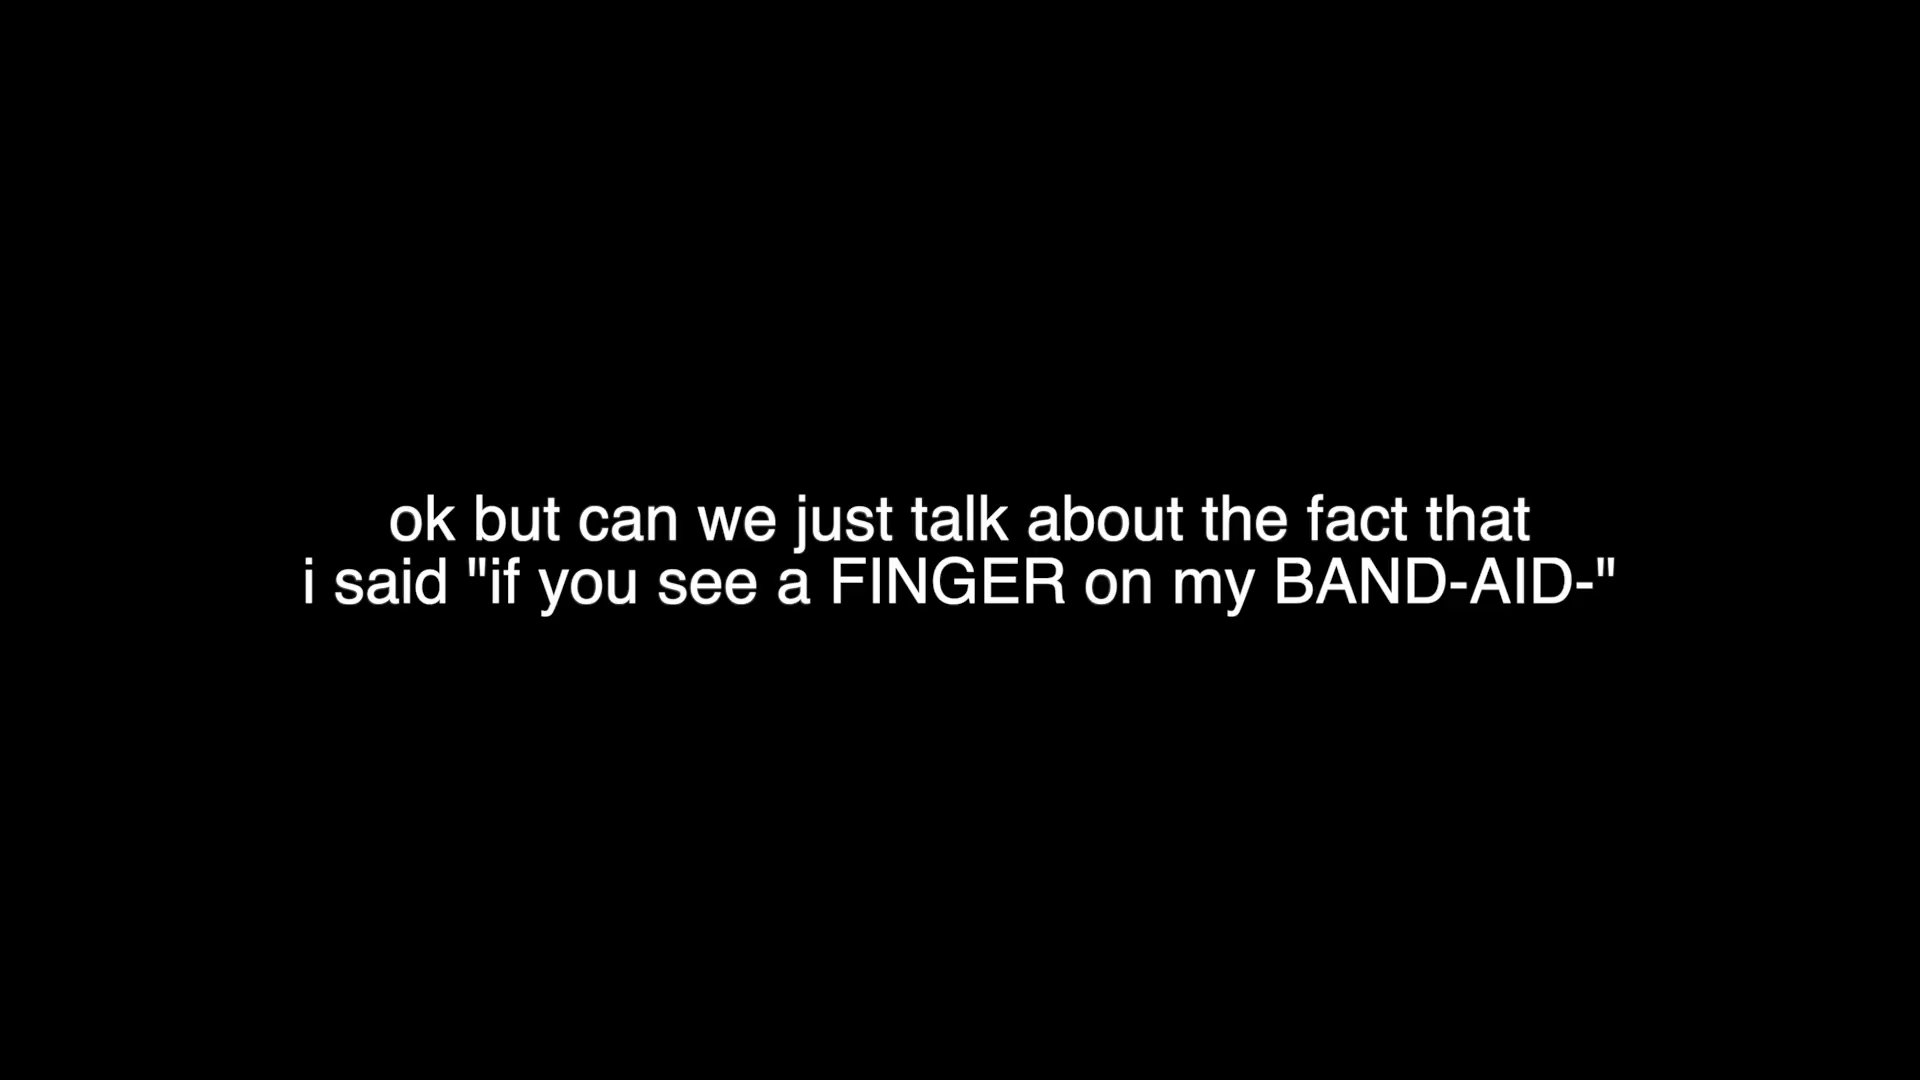 ok but can we just talk about the fact that
i said "if you see a FINGER on my BAND-AID-"